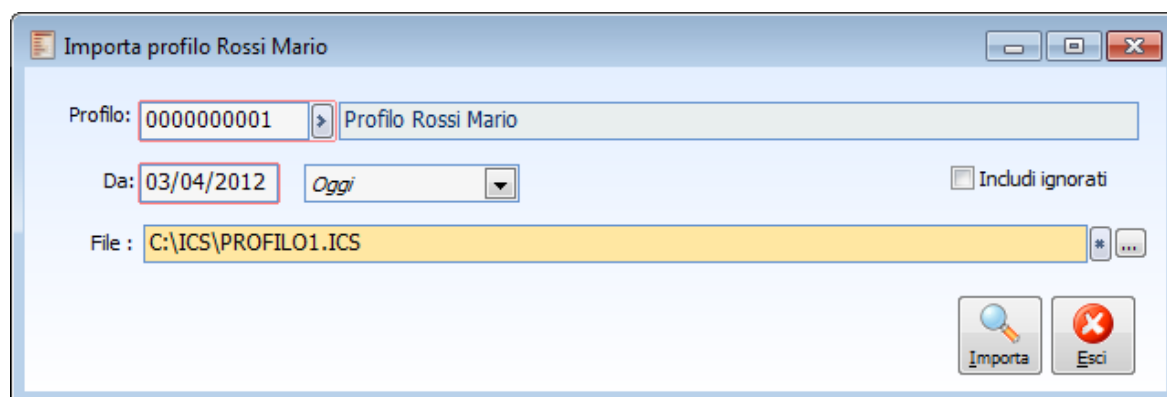 Importa profilo Rossi Mario
Profilo: 0000000001 > Profilo Rossi Mario
Da: 03/04/2012 Oggi Includi ignorati
File : C:\ICS\PROFILO1.ICS * ...
Importa Esci